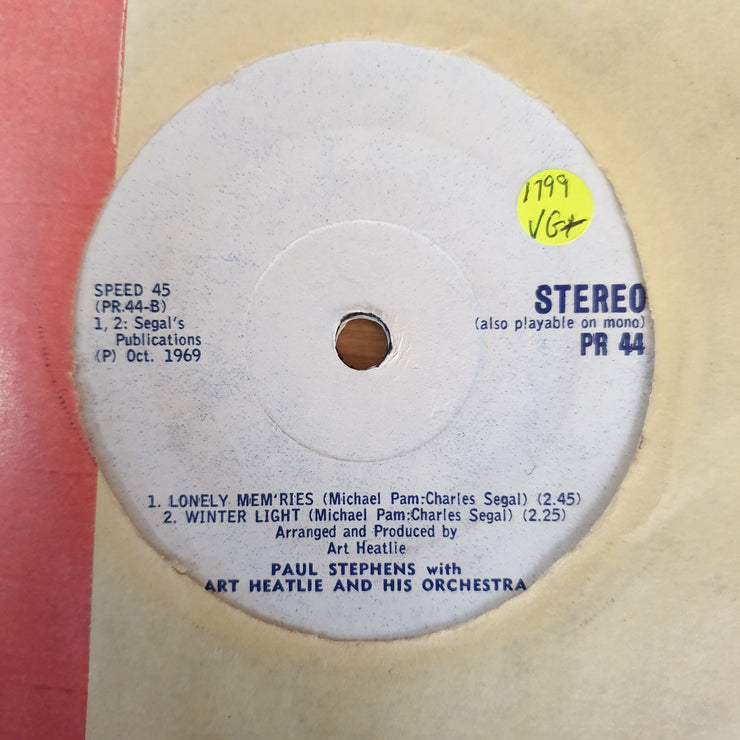 1799
VG+
SPEED 45
(PR.44-B)
1, 2: Segal's
Publications
(P) Oct. 1969
STEREO
(also playable on mono)
PR 44
1. LONELY MEM'RIES (Michael Pam:Charles Segal) (2.45)
2. WINTER LIGHT (Michael Pam:Charles Segal) (2.25)
Arranged and Produced by
Art Heatlie
PAUL STEPHENS with
ART HEATLIE AND HIS ORCHESTRA